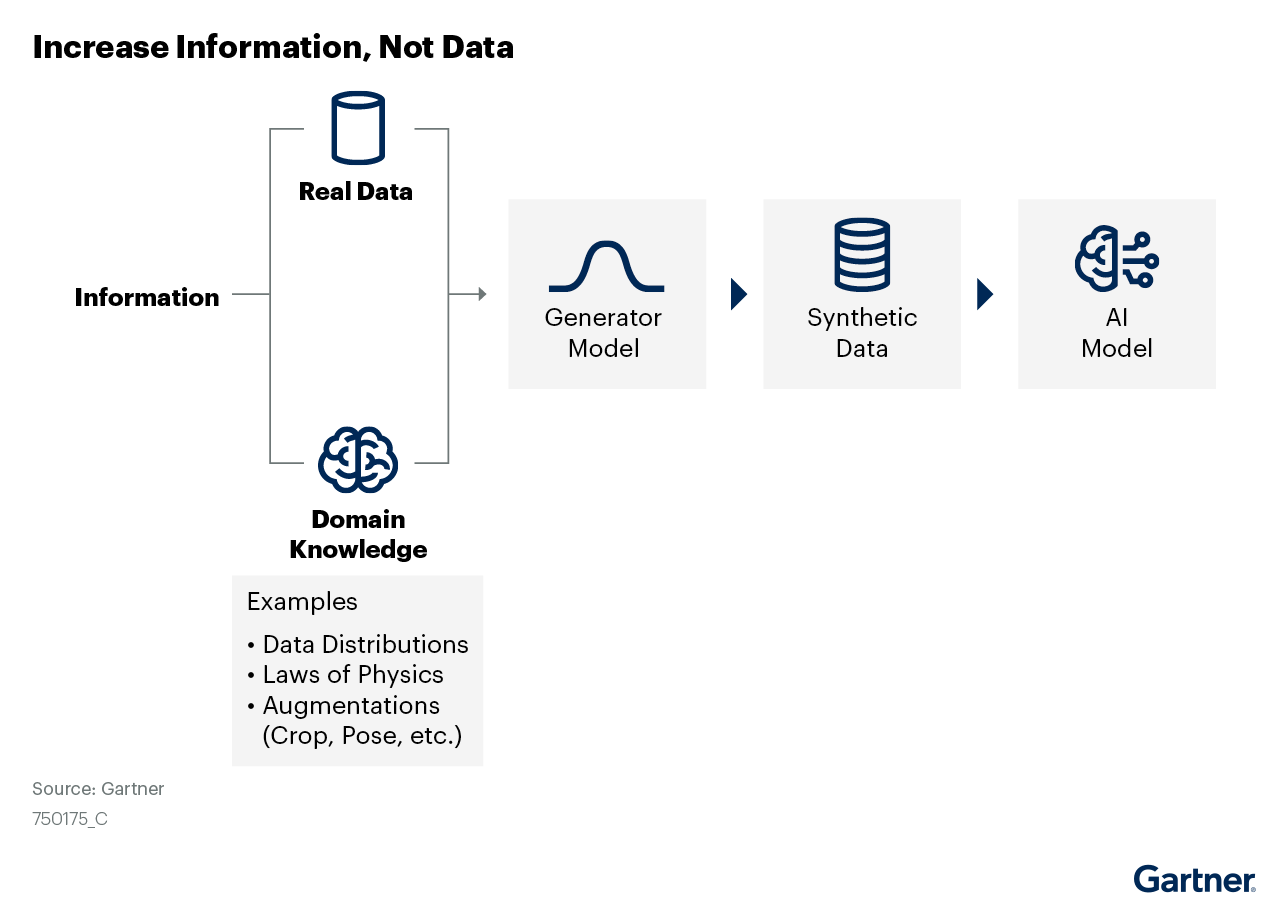 Increase Information, Not Data
Real Data
Information
Generator
Model
Synthetic
Data
AI
Model
Domain
Knowledge
Examples
• Data Distributions
• Laws of Physics
• Augmentations
(Crop, Pose, etc.)
Source: Gartner
750175_C
Gartner®